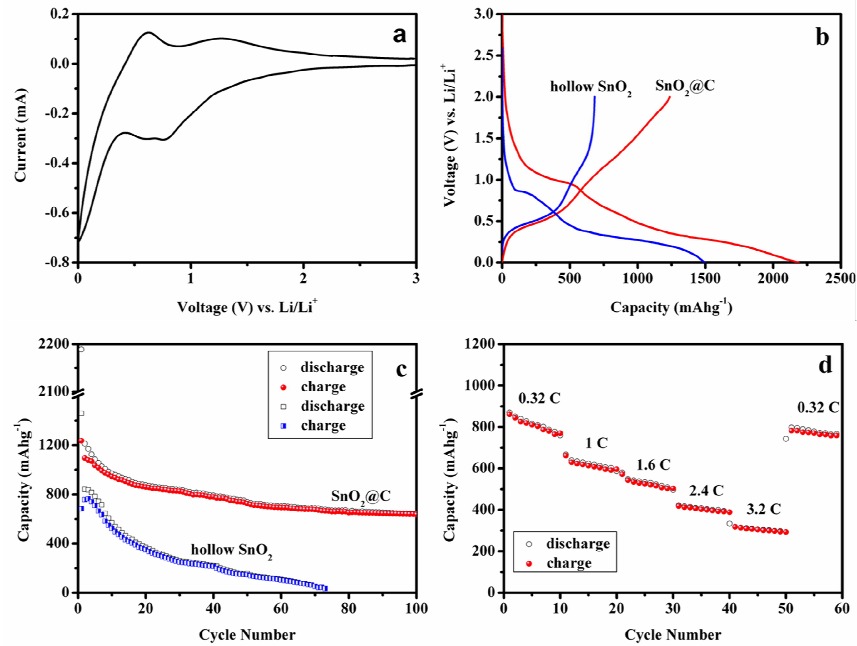 a
0.2
0.0
-0.2
-0.4
-0.6
-0.8
Current (mA)
0
1
2
3
Voltage (V) vs. Li/Li⁺
b
3.0
2.5
2.0
1.5
1.0
0.5
0.0
Voltage (V) vs. Li/Li⁺
hollow SnO₂
SnO₂@C
0
500
1000
1500
2000
2500
Capacity (mAhg⁻¹)
c
2200
2100
1200
800
400
0
Capacity (mAhg⁻¹)
discharge
charge
discharge
charge
SnO₂@C
hollow SnO₂
0
20
40
60
80
100
Cycle Number
d
1200
1000
800
600
400
200
0
Capacity (mAhg⁻¹)
0.32 C
1 C
1.6 C
2.4 C
3.2 C
0.32 C
discharge
charge
0
10
20
30
40
50
60
Cycle Number